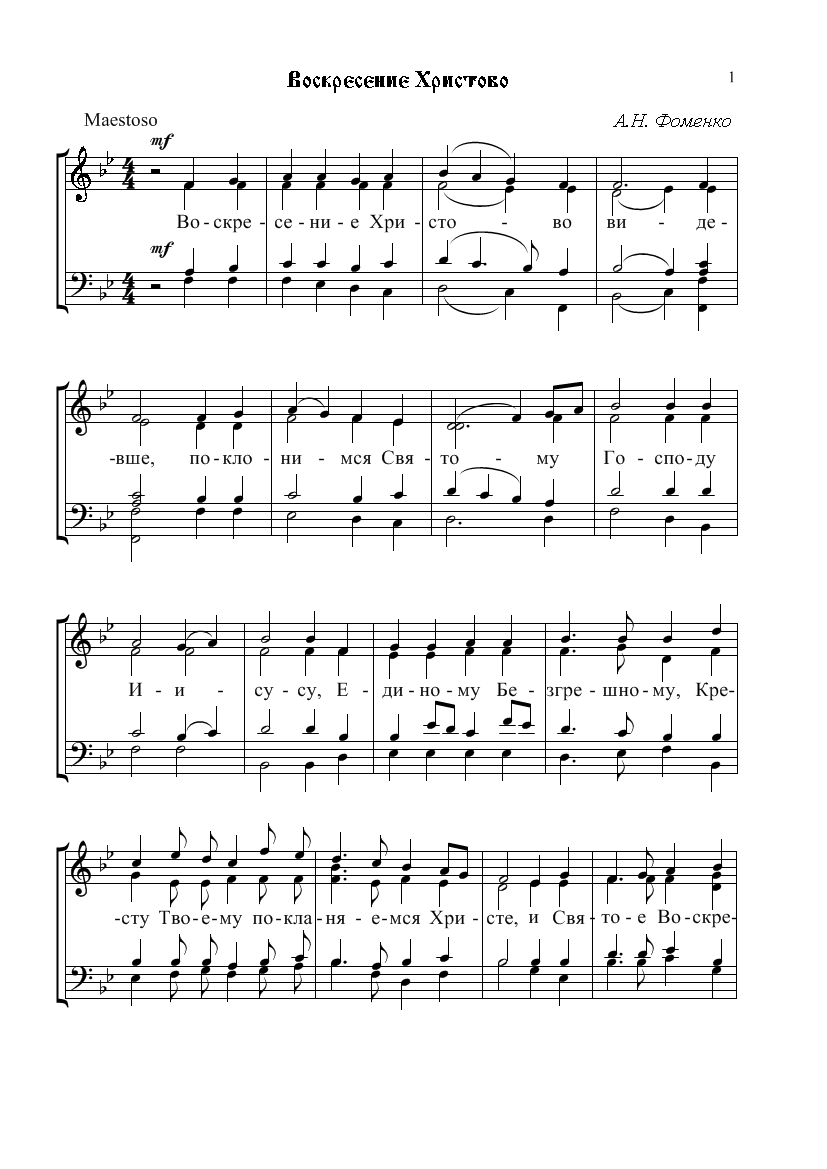 Воскресение Христово
1
Maestoso
А.Н. Фоменко
mf
Во - скре - се - ни - е Хри - сто - во ви - де -
mf
-вше, по - кло - ни - мся Свя - то - му Го - спо - ду
И - и - су - су, Е - ди - но - му Бе - згре - шно - му, Кре-
-сту Тво - е - му по - кла - ня - е - мся Хри - сте, и Свя - то - е Во - скре-